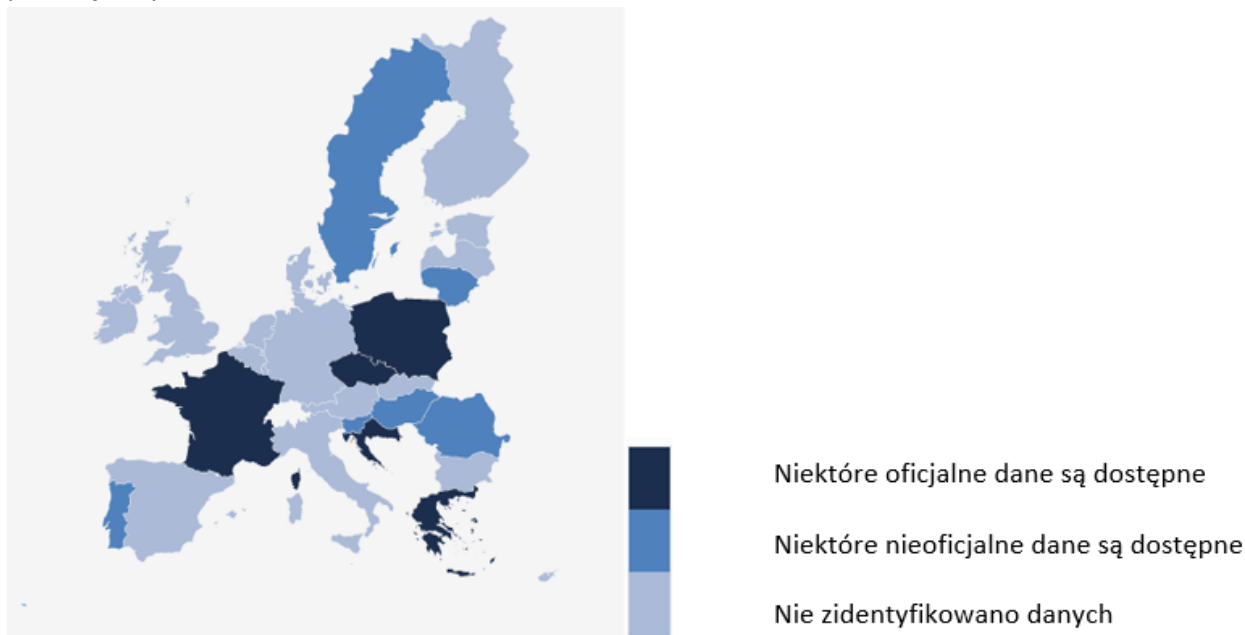 Niektóre oficjalne dane są dostępne
Niektóre nieoficjalne dane są dostępne
Nie zidentyfikowano danych